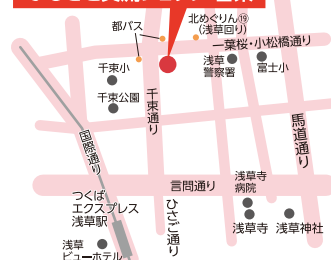 都バス
北めぐりん⑲
(浅草回り)
一葉桜・小松橋通り
千束小
浅草
警察署
富士小
千束公園
千束通り
馬道通り
国際通り
言問通り
浅草寺
病院
つくば
エクスプレス
浅草駅
ひさご通り
浅草寺
浅草神社
浅草
ビューホテル